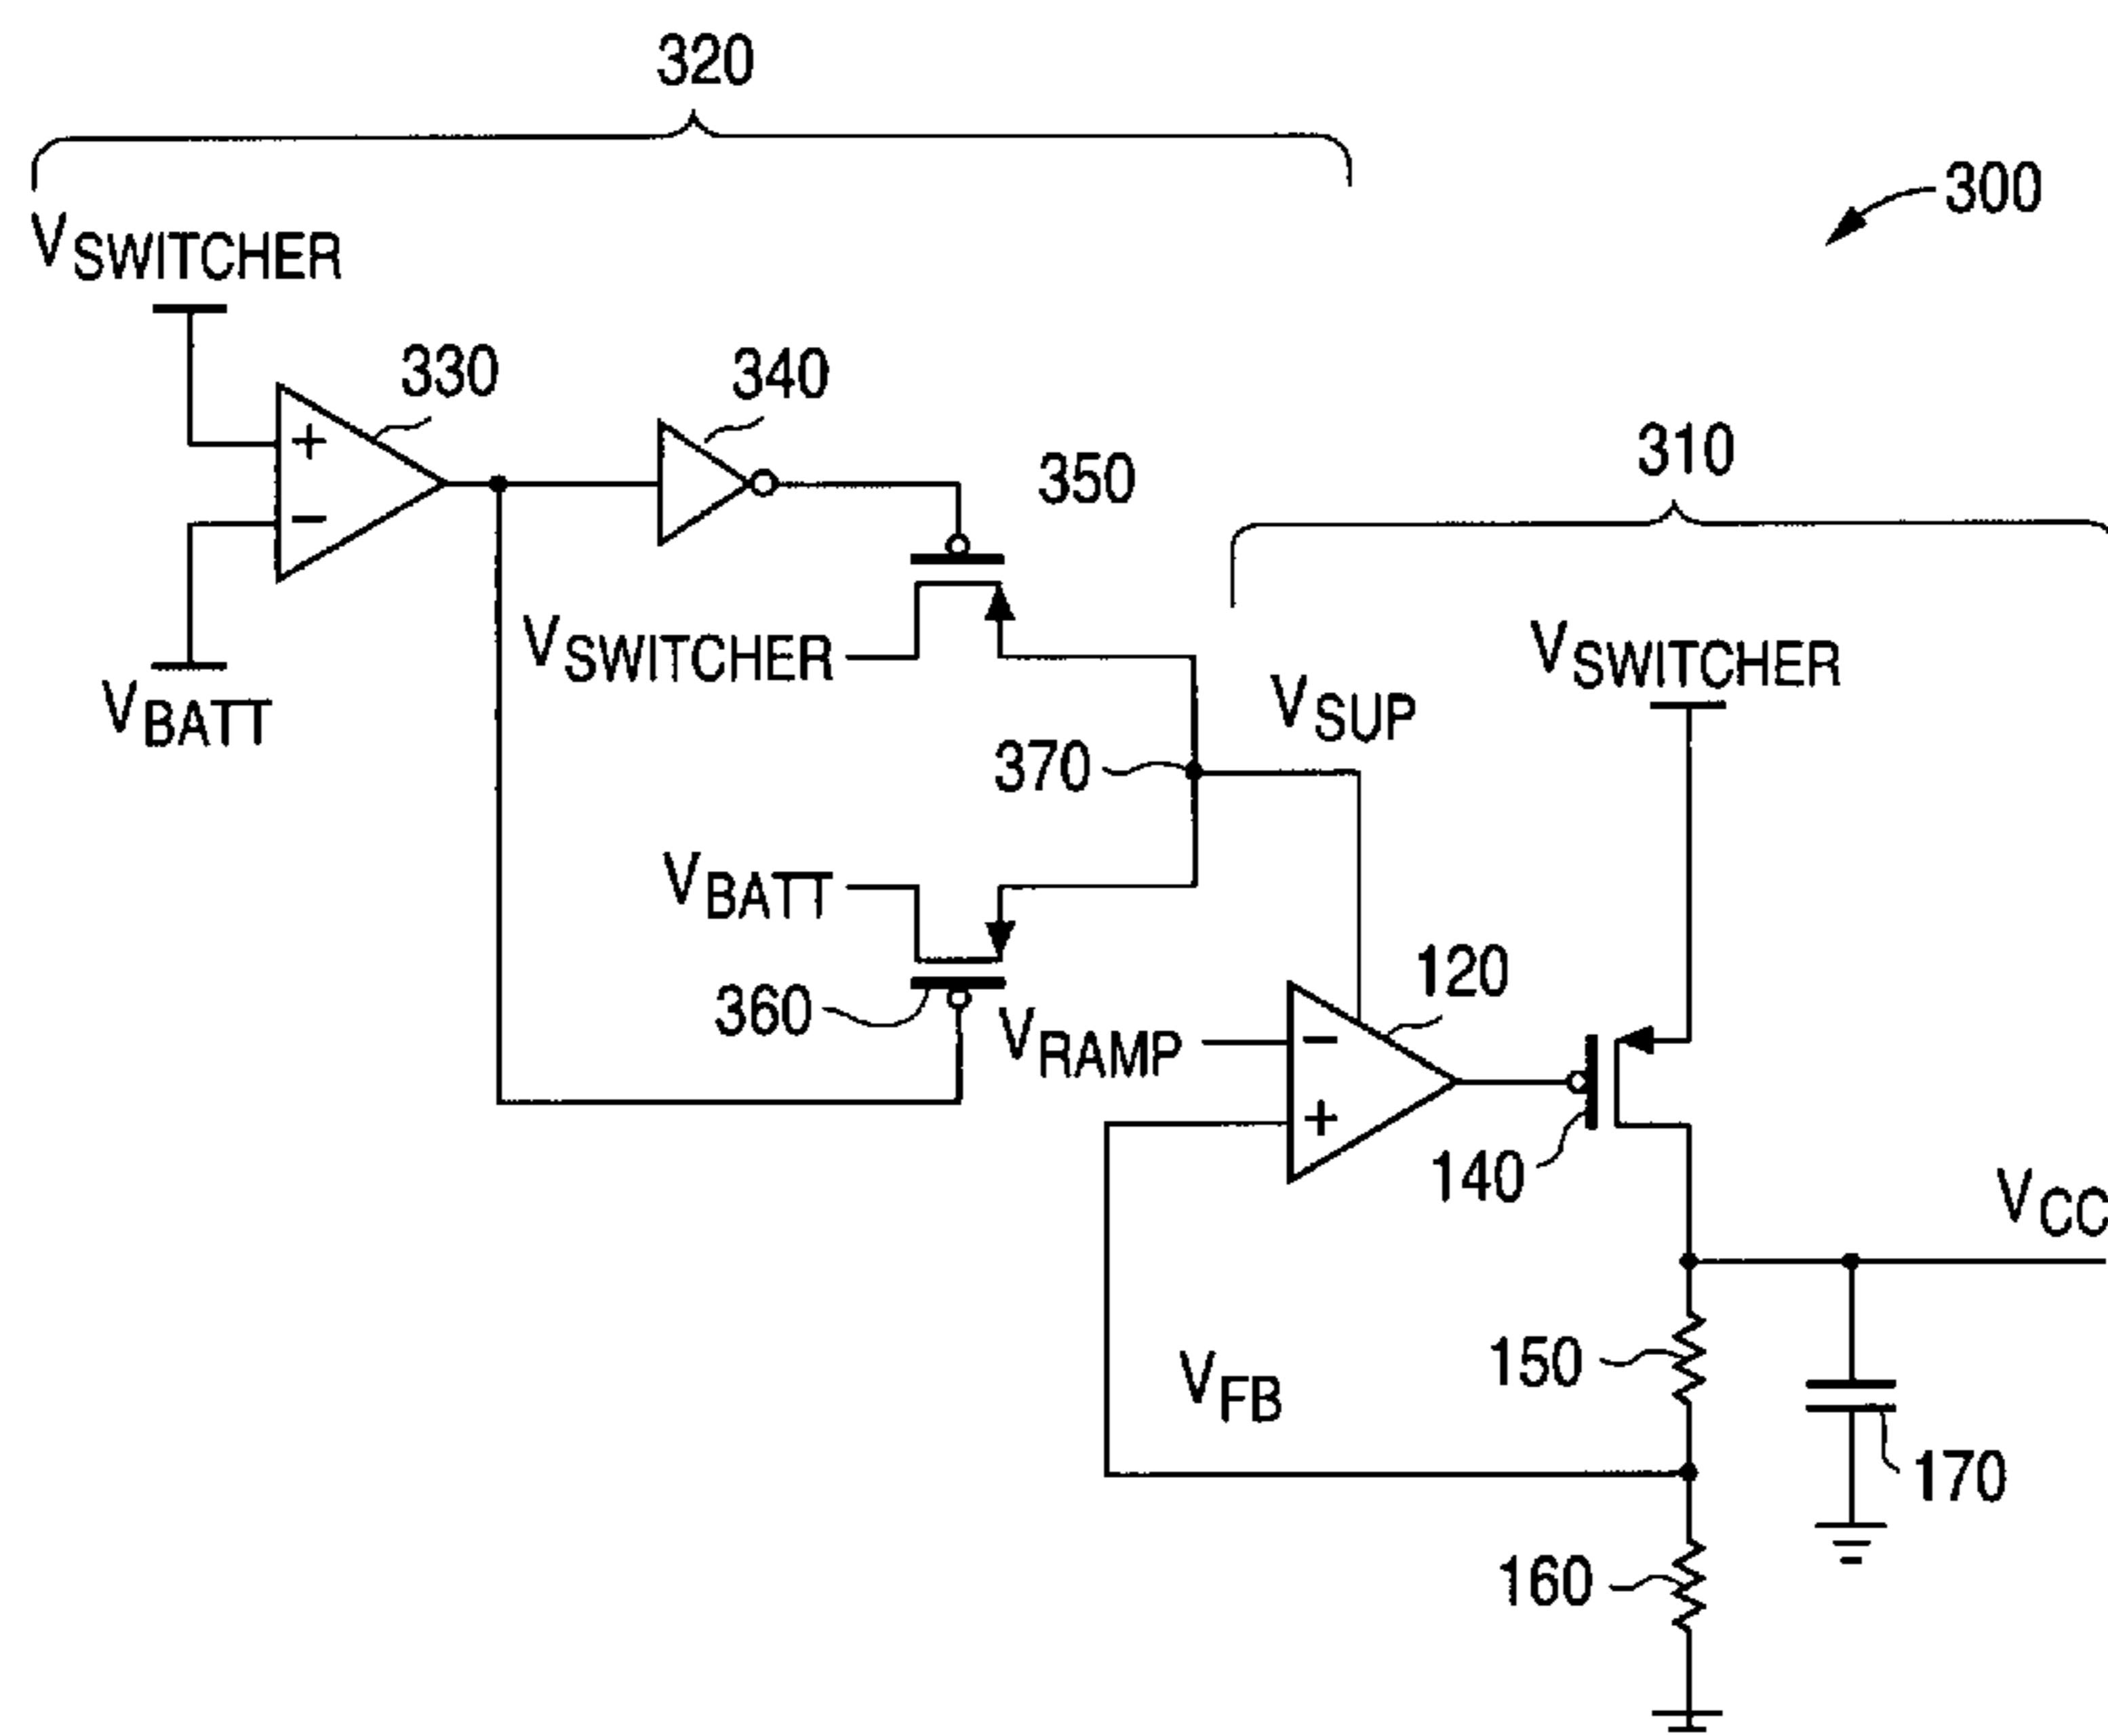 320
300
VSWITCHER
330
340
350
310
VSWITCHER
VSWITCHER
VBATT
VSUP
370
VBATT
120
360
VRAMP
140
VCC
150
VFB
170
160